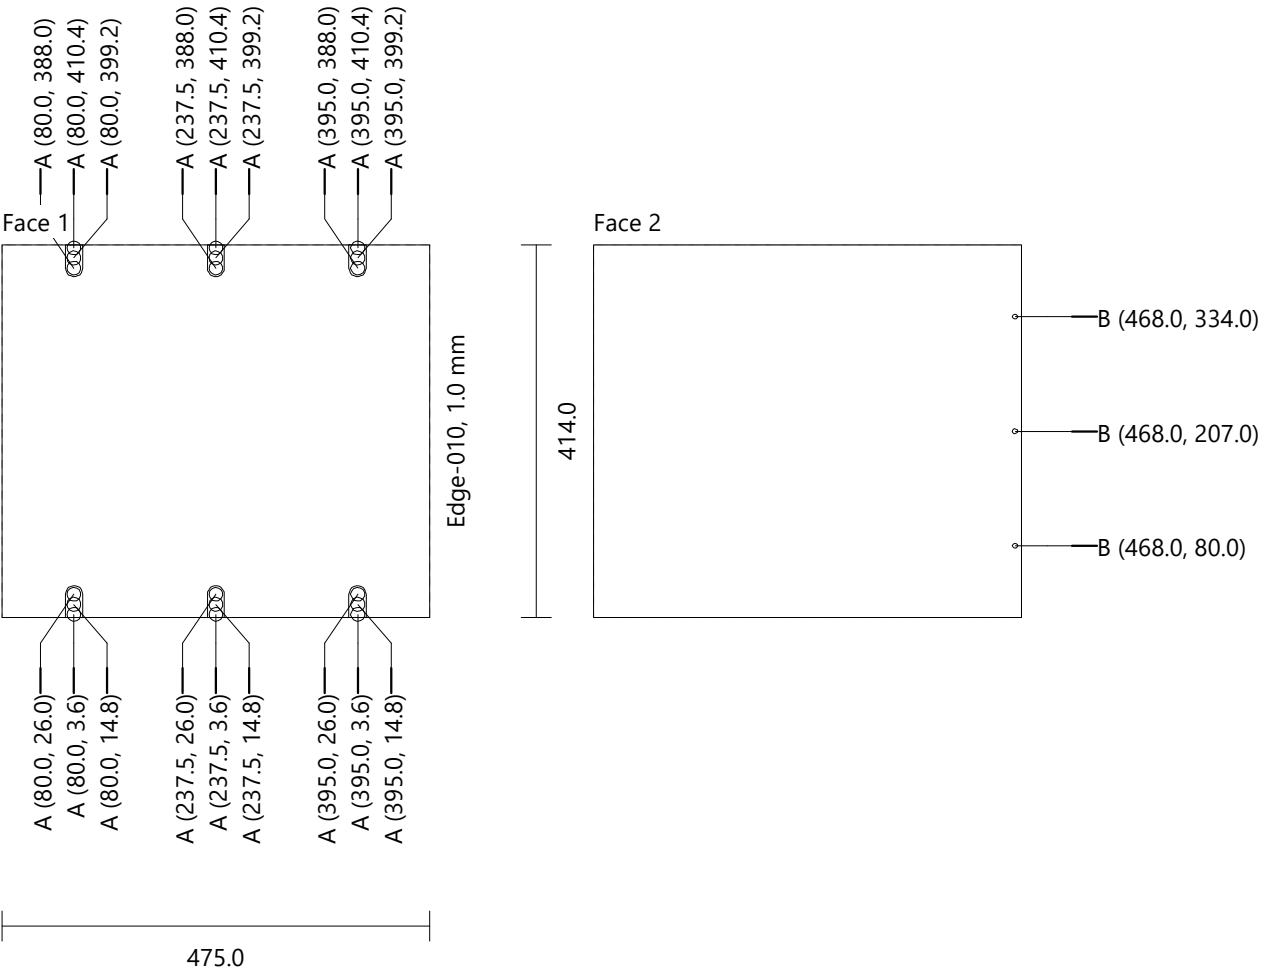 A (80.0, 388.0)
A (80.0, 410.4)
A (80.0, 399.2)
A (237.5, 388.0)
A (237.5, 410.4)
A (237.5, 399.2)
A (395.0, 388.0)
A (395.0, 410.4)
A (395.0, 399.2)
Face 1
Face 2
Edge-010, 1.0 mm
414.0
B (468.0, 334.0)
B (468.0, 207.0)
B (468.0, 80.0)
A (80.0, 26.0)
A (80.0, 3.6)
A (80.0, 14.8)
A (237.5, 26.0)
A (237.5, 3.6)
A (237.5, 14.8)
A (395.0, 26.0)
A (395.0, 3.6)
A (395.0, 14.8)
475.0